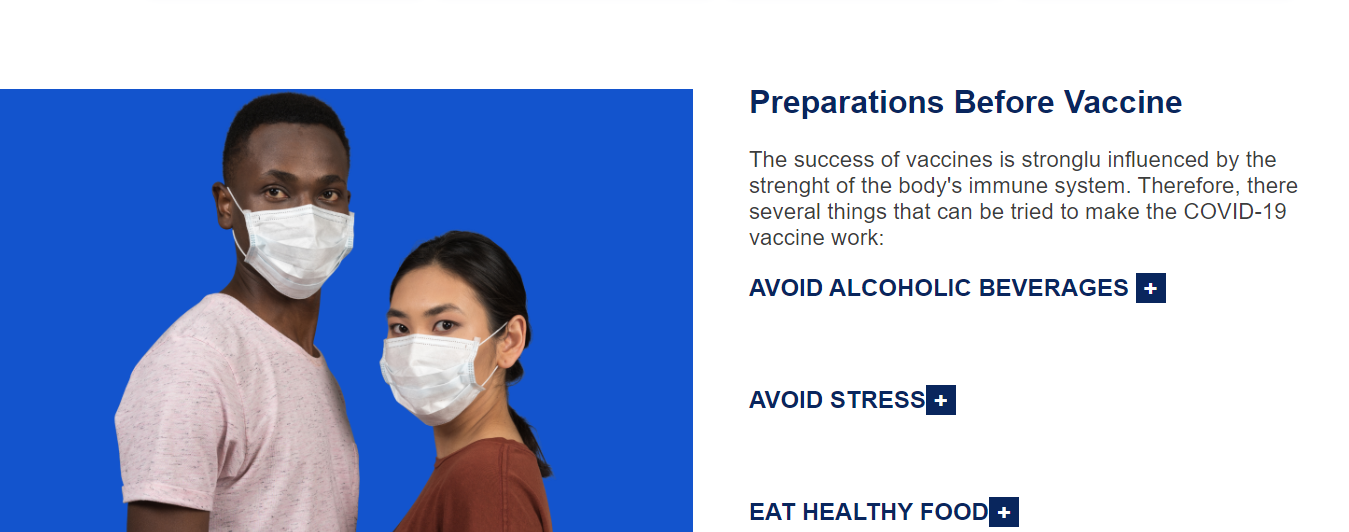 Preparations Before Vaccine
The success of vaccines is stronglu influenced by the
strenght of the body's immune system. Therefore, there
several things that can be tried to make the COVID-19
vaccine work:
AVOID ALCOHOLIC BEVERAGES +
AVOID STRESS +
EAT HEALTHY FOOD +